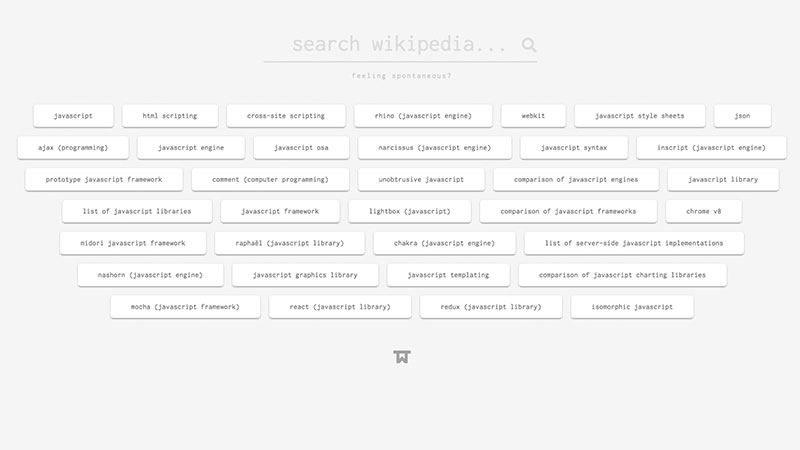 search wikipedia...
feeling spontaneous?
javascript html scripting cross-site scripting rhino (javascript engine) webkit javascript style sheets json
ajax (programming) javascript engine javascript osa narcissus (javascript engine) javascript syntax inscript (javascript engine)
prototype javascript framework comment (computer programming) unobtrusive javascript comparison of javascript engines javascript library
list of javascript libraries javascript framework lightbox (javascript) comparison of javascript frameworks chrome v8
midori javascript framework raphaël (javascript library) chakra (javascript engine) list of server-side javascript implementations
nashorn (javascript engine) javascript graphics library javascript templating comparison of javascript charting libraries
mocha (javascript framework) react (javascript library) redux (javascript library) isomorphic javascript